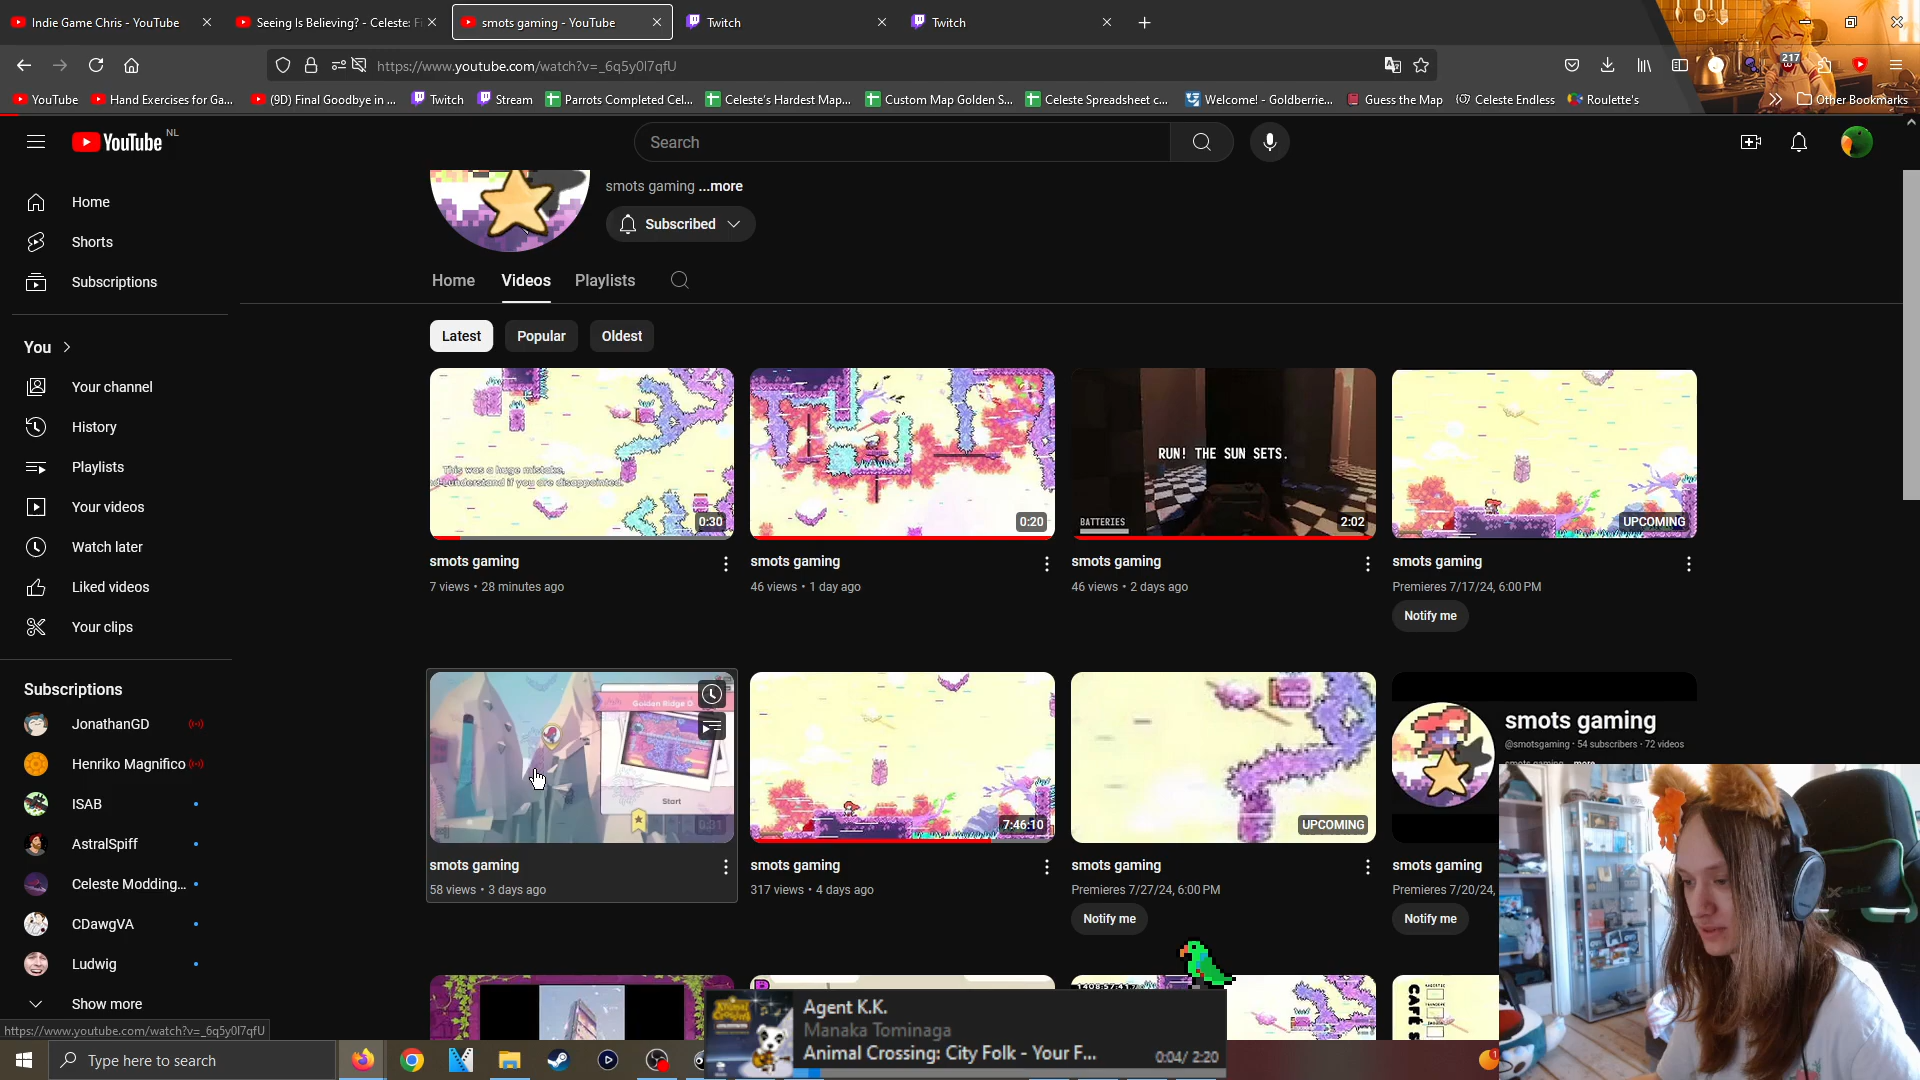 Indie Game Chris - YouTube
Seeing Is Believing? - Celeste: F
smots gaming - YouTube
Twitch
Twitch
https://www.youtube.com/watch?v=_6q5y0l7qfU
217
YouTube
Hand Exercises for Ga...
(9D) Final Goodbye in ...
Twitch
Stream
Parrots Completed Cel...
Celeste's Hardest Map...
Custom Map Golden S...
Celeste Spreadsheet c...
Welcome! - Goldberrie...
Guess the Map
Celeste Endless
Roulette's
Other Bookmarks
YouTube NL
Search
Home
Shorts
Subscriptions
You
Your channel
History
Playlists
Your videos
Watch later
Liked videos
Your clips
Subscriptions
JonathanGD
Henriko Magnifico
ISAB
AstralSpiff
Celeste Modding...
CDawgVA
Ludwig
Show more
smots gaming ...more
Subscribed
Home
Videos
Playlists
Latest
Popular
Oldest
This was a huge mistake,
I understand if you are disappointed.
0:30
smots gaming
7 views • 28 minutes ago
0:20
smots gaming
46 views • 1 day ago
RUN! THE SUN SETS.
BATTERIES
2:02
smots gaming
46 views • 2 days ago
UPCOMING
smots gaming
Premieres 7/17/24, 6:00 PM
Notify me
Golden Ridge D
Start
0:31
smots gaming
58 views • 3 days ago
7:46:10
smots gaming
317 views • 4 days ago
UPCOMING
smots gaming
Premieres 7/27/24, 6:00 PM
Notify me
smots gaming
@smotsgaming · 54 subscribers · 72 videos
smots gaming
Premieres 7/20/24,
Notify me
Agent K.K.
Manaka Tominaga
Animal Crossing: City Folk - Your F...
0:04/ 2:20
https://www.youtube.com/watch?v=_6q5y0l7qfU
Type here to search